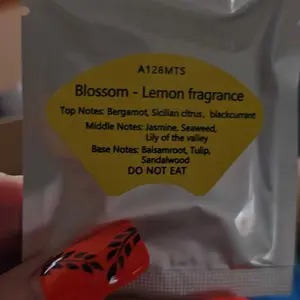 A126MTS
Blossom - Lemon fragrance
Top Notes: Bergamot, Sicilian citrus, blackcurrant
Middle Notes: Jasmine, Seaweed,
Lily of the valley
Base Notes: Balsamroot, Tulip,
Sandalwood
DO NOT EAT